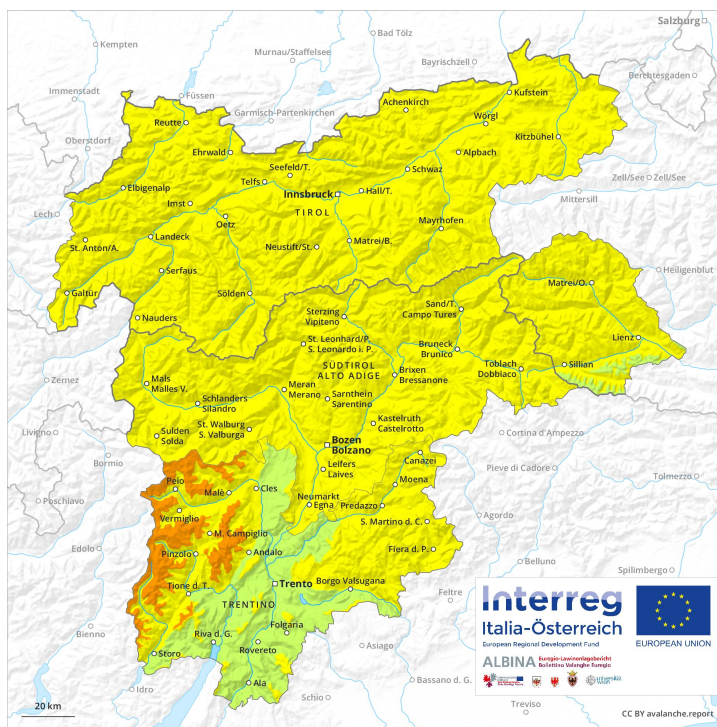 Salzburg
Kempten
Bad Tölz
Murnau/Staffelsee
Bayrischzell
Berchtesgaden
Immenstadt
Füssen
Garmisch-Partenkirchen
Achenkirch
Kufstein
Wörgl
Reutte
Oberstdorf
Kitzbühel
Ehrwald
Seefeld/T.
Alpbach
Schwaz
Telfs
Zell/See
Zell/See
Elbigenalp
Innsbruck
Hall/T.
Mittersill
Lech
Imst
TIROL
Oetz
Mayrhofen
St. Anton/A.
Landeck
Neustift/St.
Matrei/B.
Serfaus
Heiligenblut
Galtür
Sölden
Matrei/O.
Nauders
Sterzing
Vipiteno
Sand/T.
Campo Tures
Lienz
St. Leonhard/P.
S. Leonardo i. P.
Bruneck
Brunico
Sillian
SÜDTIROL
ALTO ADIGE
Brixen
Bressanone
Toblach
Dobbiaco
Zernez
Mals
Malles V.
Meran
Merano
Schlanders
Silandro
Sarnthein
Sarentino
Kastelruth
Castelrotto
Livigno
Sulden
Solda
St. Walburg
S. Valburga
Bozen
Bolzano
Cortina d'Ampezzo
Bormio
Canazei
Leifers
Laives
Pieve di Cadore
Tolmezzo
Poschiavo
Peio
Malè
Cles
Moena
Neumarkt
Egna
Predazzo
Vermiglio
Agordo
S. Martino d. C.
M. Campiglio
Edolo
Pinzolo
Andalo
Fiera d. P.
Belluno
Spilimbergo
Tione d. T.
Trento
Borgo Valsugana
Feltre
TRENTINO
Bienno
Riva d. G.
Folgaria
Storo
Rovereto
Asiago
Idro
Ala
Schio
Bassano d. G.
Treviso
Interreg
Italia-Österreich
European Regional Development Fund
EUROPEAN UNION
ALBINA Euregio-Lawinenlagebericht
Bollettino Valanghe Euregio
20 km
CC BY avalanche.report